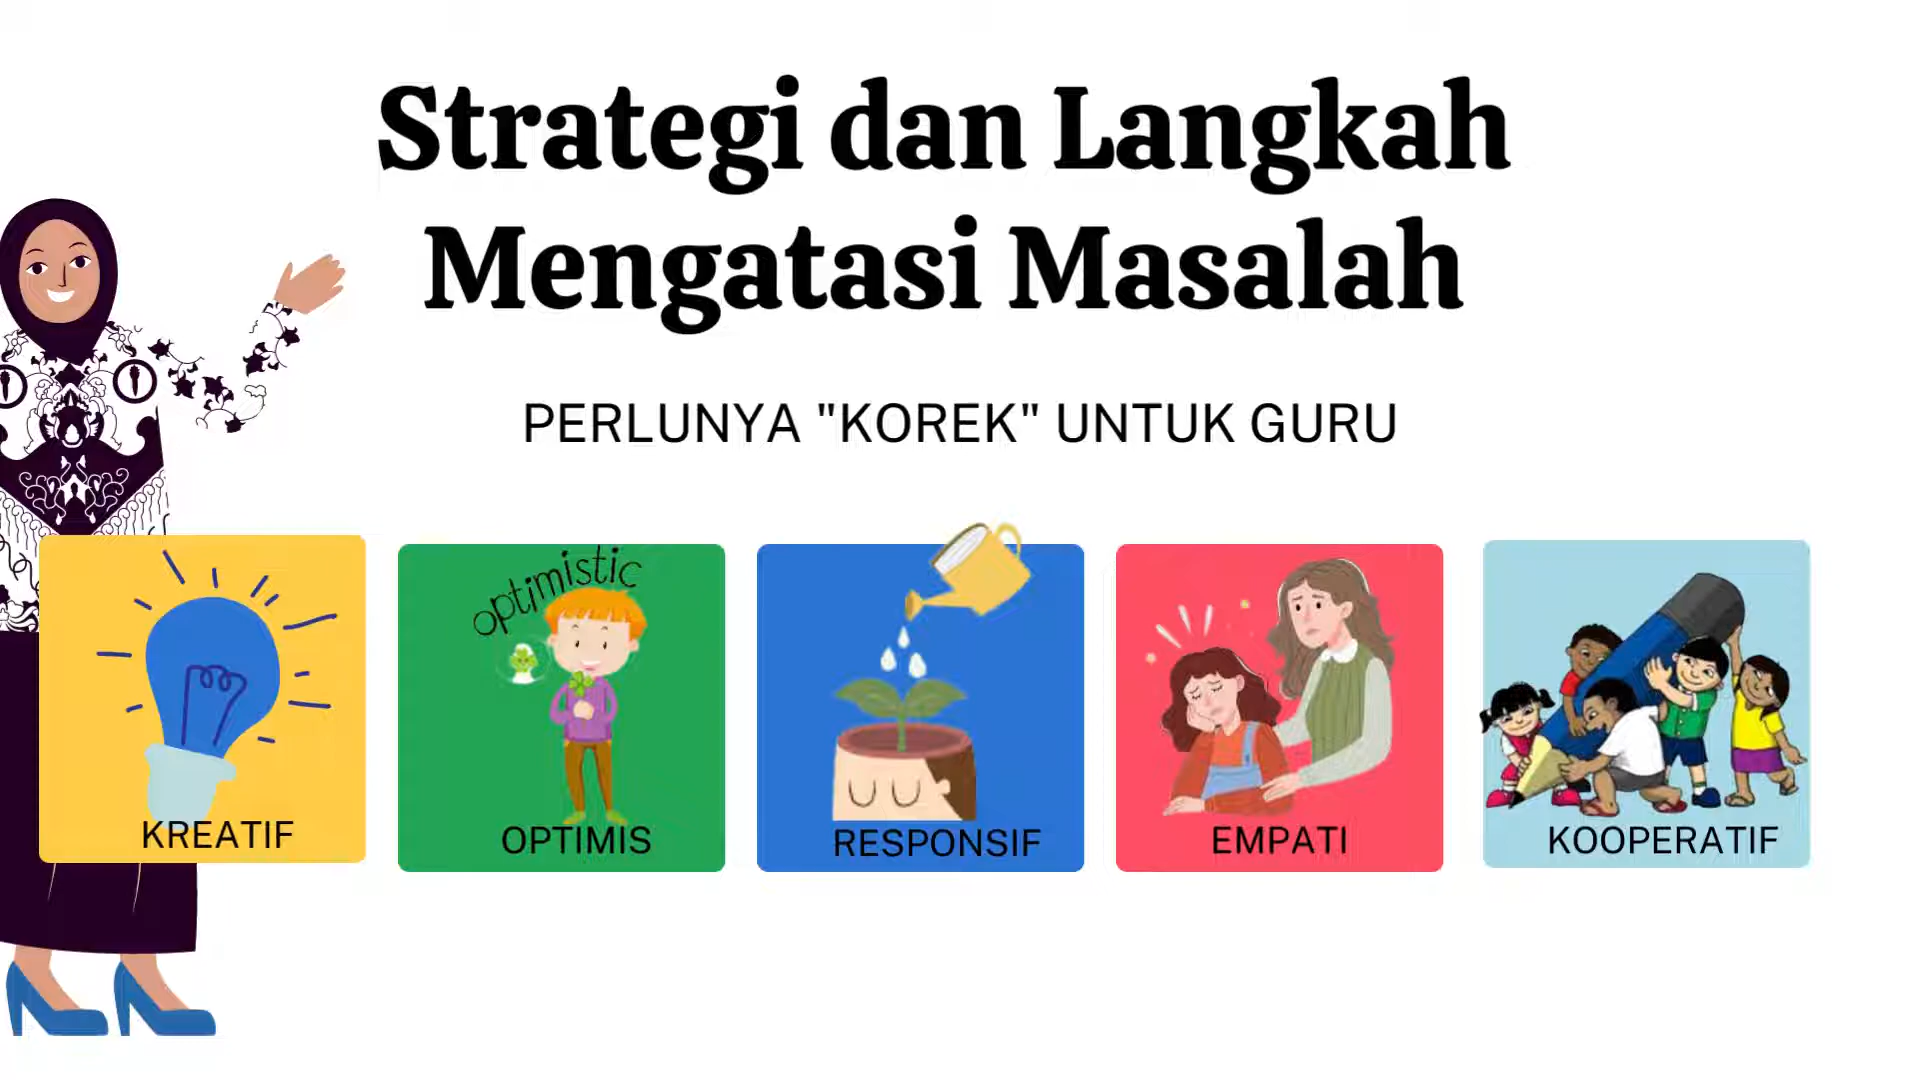 Strategi dan Langkah
Mengatasi Masalah
PERLUNYA "KOREK" UNTUK GURU
optimistic
KREATIF
OPTIMIS
RESPONSIF
EMPATI
KOOPERATIF